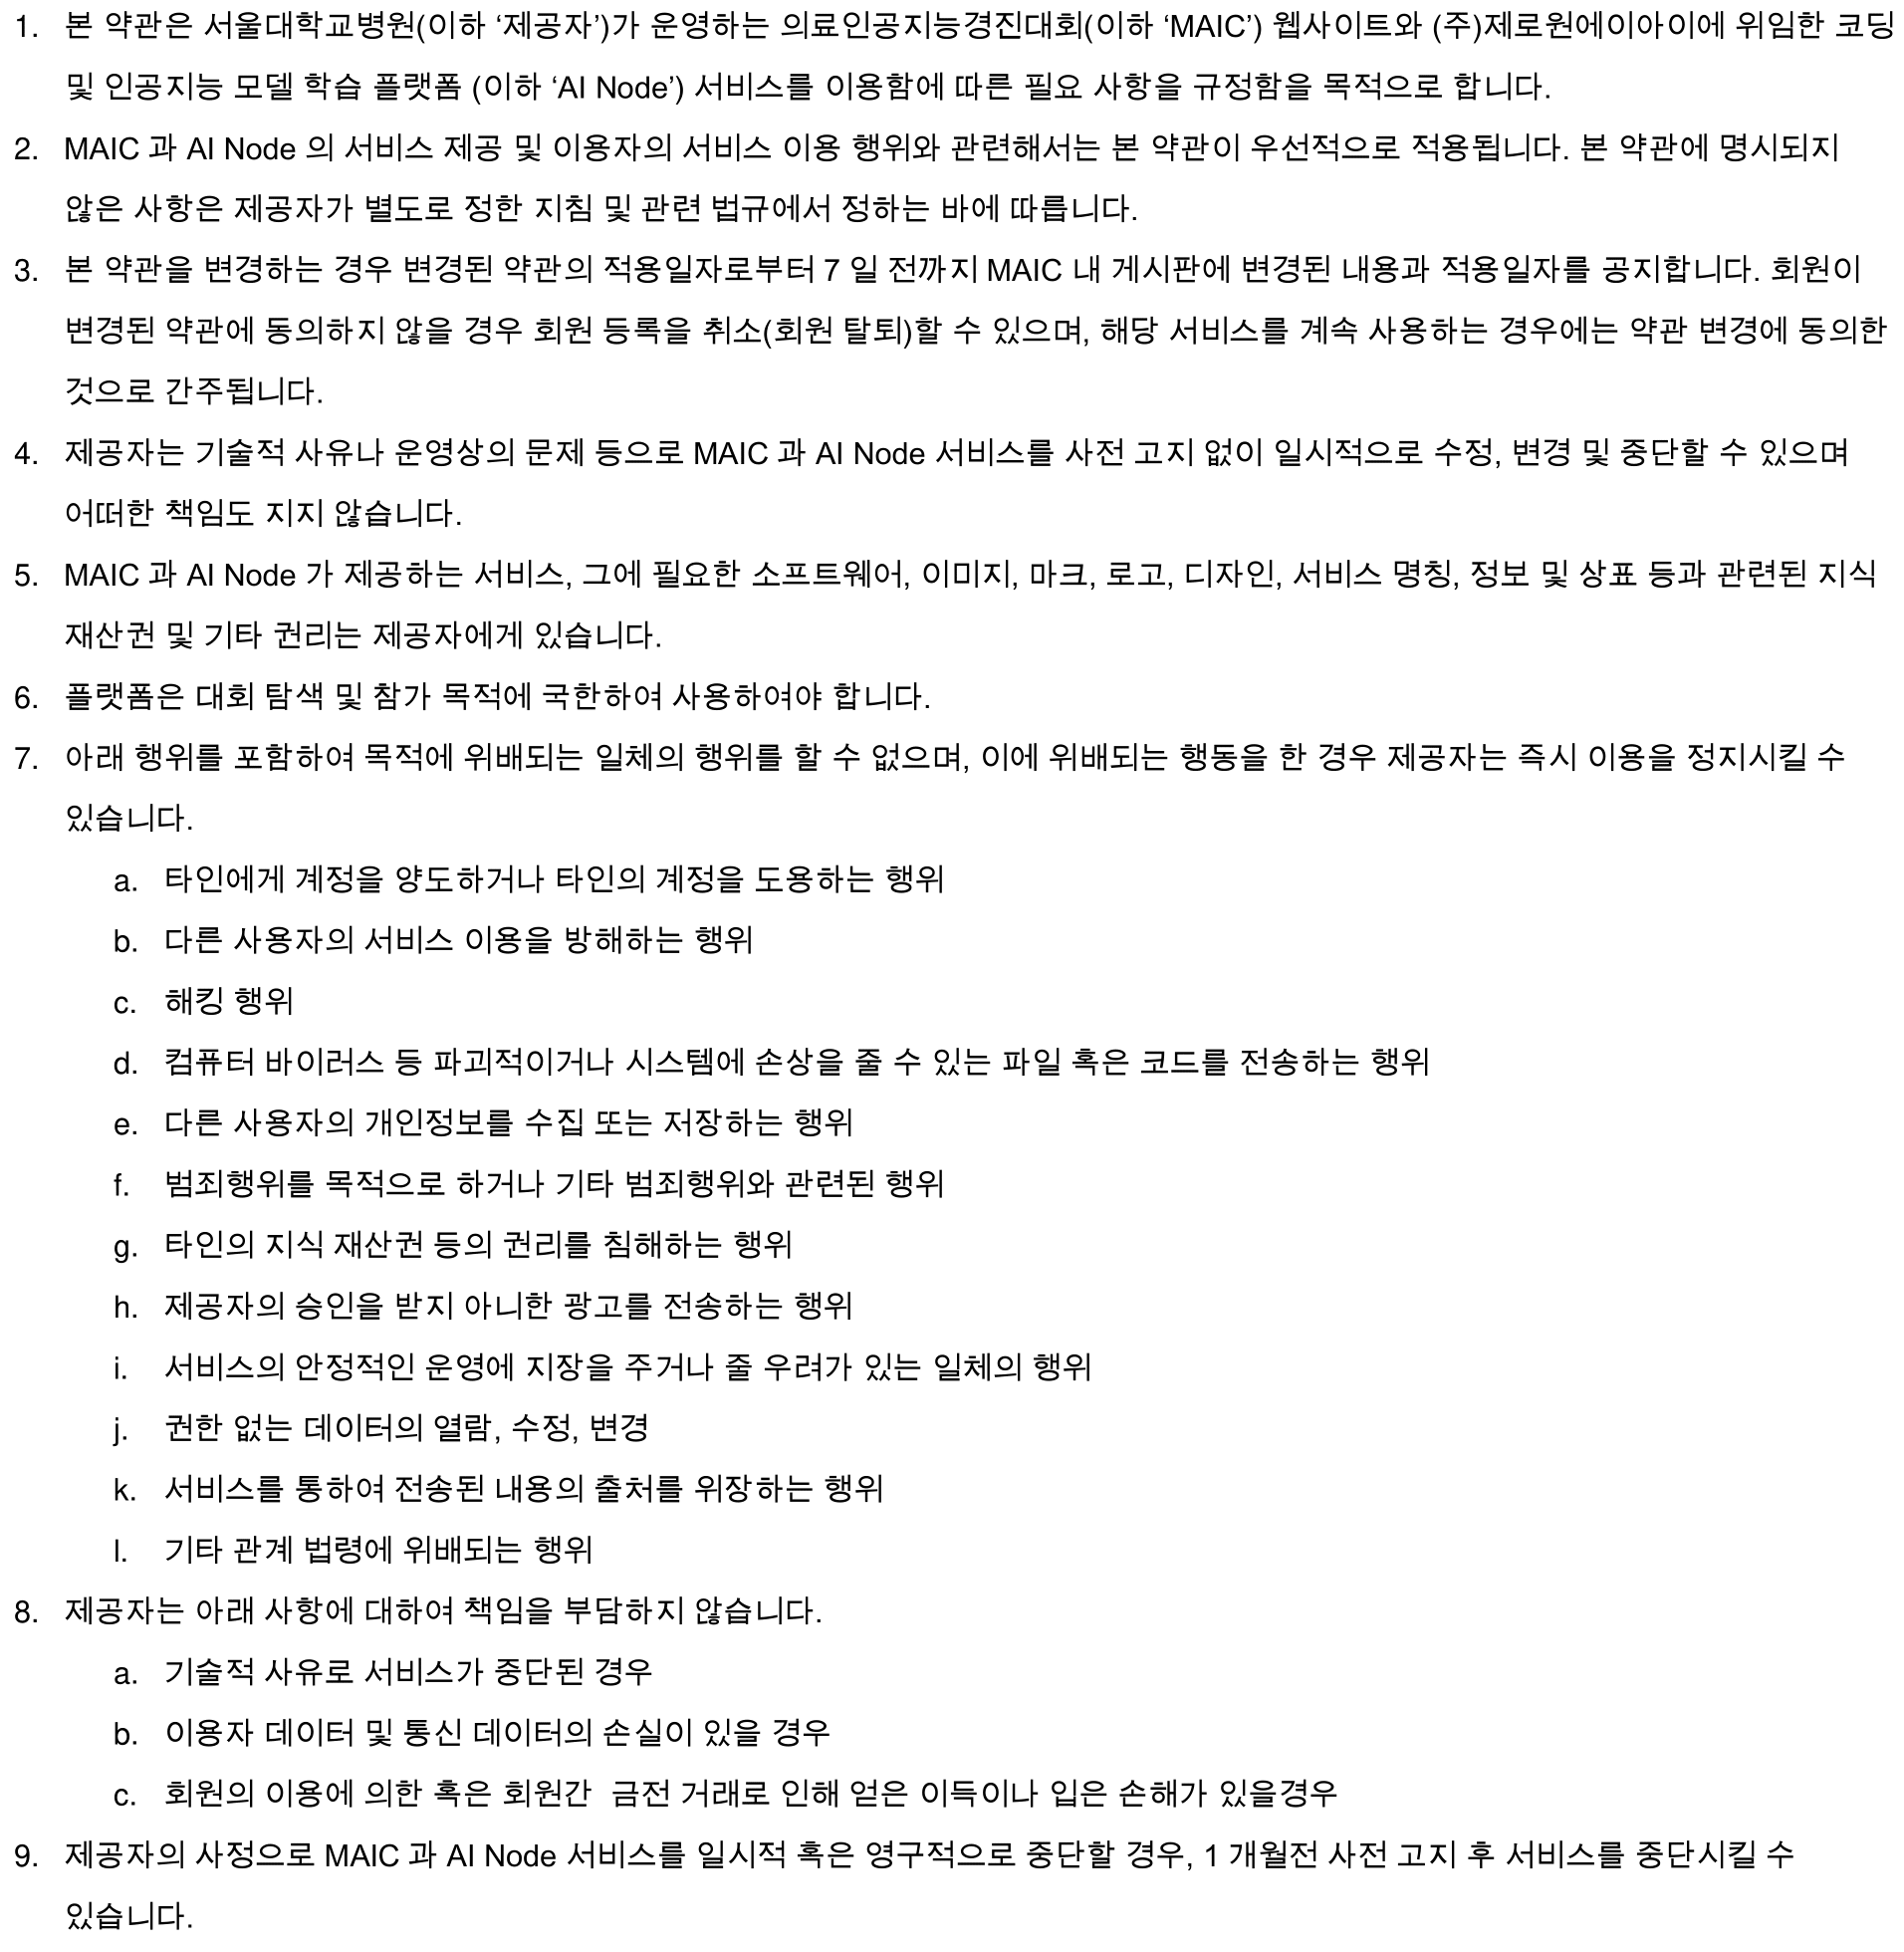 1. 본 약관은 서울대학교병원(이하 ‘제공자’)가 운영하는 의료인공지능경진대회(이하 ‘MAIC’) 웹사이트와 (주)제로원에이아이에 위임한 코딩
및 인공지능 모델 학습 플랫폼 (이하 ‘AI Node’) 서비스를 이용함에 따른 필요 사항을 규정함을 목적으로 합니다.
2. MAIC 과 AI Node 의 서비스 제공 및 이용자의 서비스 이용 행위와 관련해서는 본 약관이 우선적으로 적용됩니다. 본 약관에 명시되지
않은 사항은 제공자가 별도로 정한 지침 및 관련 법규에서 정하는 바에 따릅니다.
3. 본 약관을 변경하는 경우 변경된 약관의 적용일자로부터 7 일 전까지 MAIC 내 게시판에 변경된 내용과 적용일자를 공지합니다. 회원이
변경된 약관에 동의하지 않을 경우 회원 등록을 취소(회원 탈퇴)할 수 있으며, 해당 서비스를 계속 사용하는 경우에는 약관 변경에 동의한
것으로 간주됩니다.
4. 제공자는 기술적 사유나 운영상의 문제 등으로 MAIC 과 AI Node 서비스를 사전 고지 없이 일시적으로 수정, 변경 및 중단할 수 있으며
어떠한 책임도 지지 않습니다.
5. MAIC 과 AI Node 가 제공하는 서비스, 그에 필요한 소프트웨어, 이미지, 마크, 로고, 디자인, 서비스 명칭, 정보 및 상표 등과 관련된 지식
재산권 및 기타 권리는 제공자에게 있습니다.
6. 플랫폼은 대회 탐색 및 참가 목적에 국한하여 사용하여야 합니다.
7. 아래 행위를 포함하여 목적에 위배되는 일체의 행위를 할 수 없으며, 이에 위배되는 행동을 한 경우 제공자는 즉시 이용을 정지시킬 수
있습니다.
a. 타인에게 계정을 양도하거나 타인의 계정을 도용하는 행위
b. 다른 사용자의 서비스 이용을 방해하는 행위
c. 해킹 행위
d. 컴퓨터 바이러스 등 파괴적이거나 시스템에 손상을 줄 수 있는 파일 혹은 코드를 전송하는 행위
e. 다른 사용자의 개인정보를 수집 또는 저장하는 행위
f. 범죄행위를 목적으로 하거나 기타 범죄행위와 관련된 행위
g. 타인의 지식 재산권 등의 권리를 침해하는 행위
h. 제공자의 승인을 받지 아니한 광고를 전송하는 행위
i. 서비스의 안정적인 운영에 지장을 주거나 줄 우려가 있는 일체의 행위
j. 권한 없는 데이터의 열람, 수정, 변경
k. 서비스를 통하여 전송된 내용의 출처를 위장하는 행위
l. 기타 관계 법령에 위배되는 행위
8. 제공자는 아래 사항에 대하여 책임을 부담하지 않습니다.
a. 기술적 사유로 서비스가 중단된 경우
b. 이용자 데이터 및 통신 데이터의 손실이 있을 경우
c. 회원의 이용에 의한 혹은 회원간  금전 거래로 인해 얻은 이득이나 입은 손해가 있을경우
9. 제공자의 사정으로 MAIC 과 AI Node 서비스를 일시적 혹은 영구적으로 중단할 경우, 1 개월전 사전 고지 후 서비스를 중단시킬 수
있습니다.